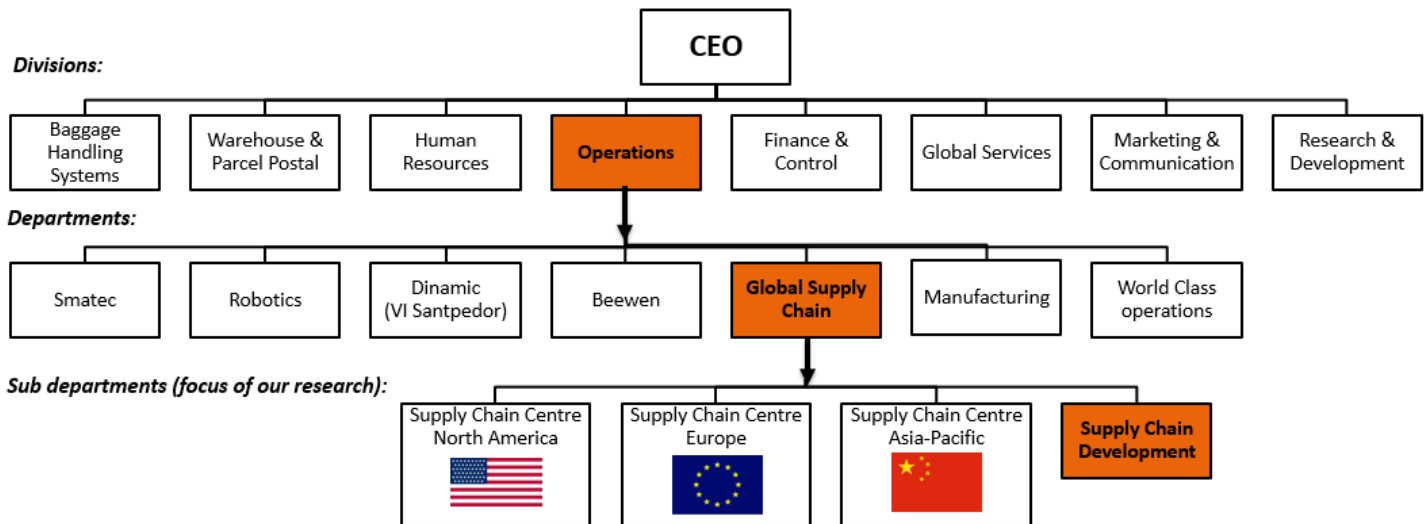 CEO
Divisions:
Baggage
Handling
Systems
Warehouse &
Parcel Postal
Human
Resources
Operations
Finance &
Control
Global Services
Marketing &
Communication
Research &
Development
Departments:
Smatec
Robotics
Dinamic
(VI Santpedor)
Beewen
Global Supply
Chain
Manufacturing
World Class
operations
Sub departments (focus of our research):
Supply Chain Centre
North America
Supply Chain Centre
Europe
Supply Chain Centre
Asia-Pacific
Supply Chain
Development